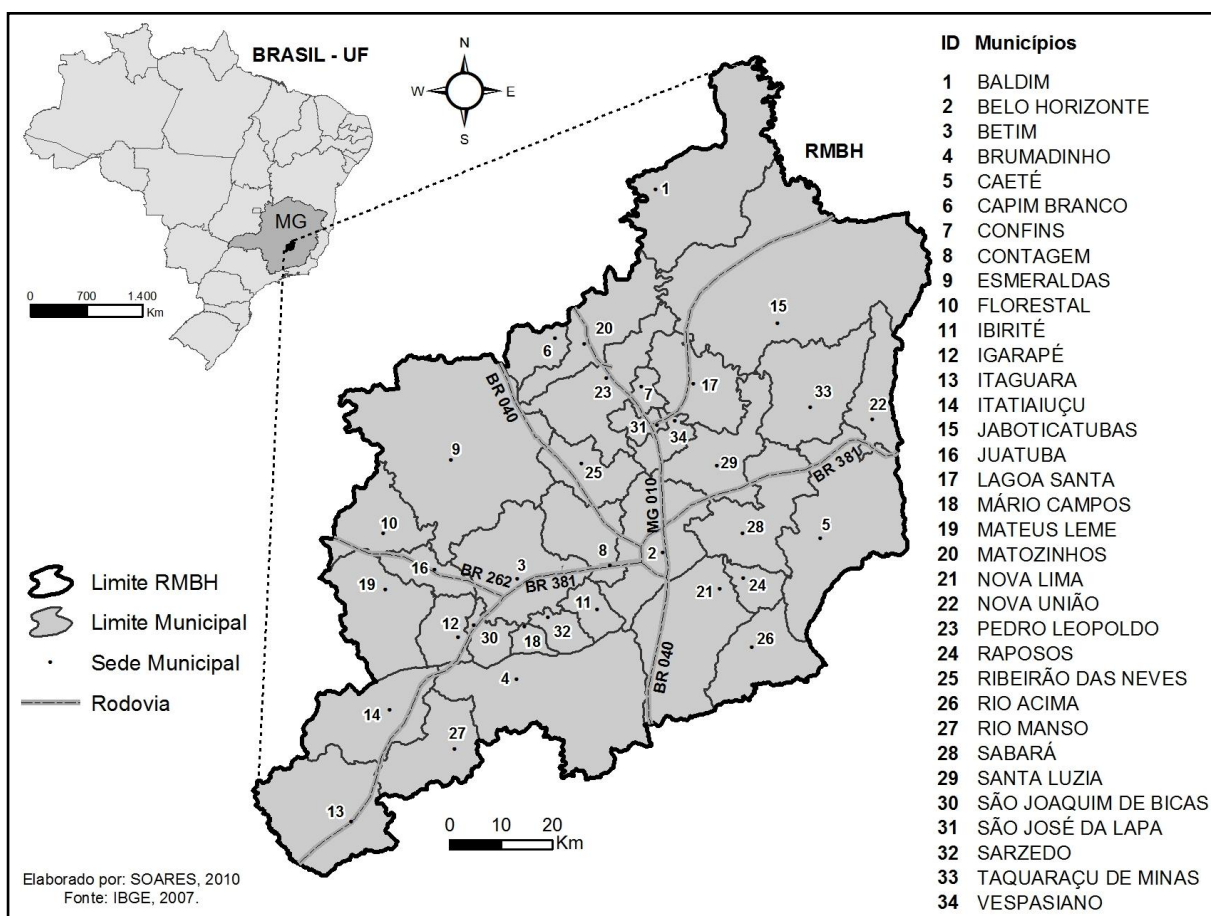 BRASIL - UF
N
W
E
S
MG
0 700 1.400
Km
RMBH
1
15
20
6
23
7
17
33
22
31
34
BR 040
9
25
29
BR 381
MG 010
10
28
5
8
2
16
BR 262
3
BR 381
19
21
24
11
12
30
18
32
26
4
BR 040
14
27
13
0 10 20
Km
Limite RMBH
Limite Municipal
Sede Municipal
Rodovia
Elaborado por: SOARES, 2010
Fonte: IBGE, 2007.
ID Municípios
1 BALDIM
2 BELO HORIZONTE
3 BETIM
4 BRUMADINHO
5 CAETÉ
6 CAPIM BRANCO
7 CONFINS
8 CONTAGEM
9 ESMERALDAS
10 FLORESTAL
11 IBIRITÉ
12 IGARAPÉ
13 ITAGUARA
14 ITATIAIUÇU
15 JABOTICATUBAS
16 JUATUBA
17 LAGOA SANTA
18 MÁRIO CAMPOS
19 MATEUS LEME
20 MATOZINHOS
21 NOVA LIMA
22 NOVA UNIÃO
23 PEDRO LEOPOLDO
24 RAPOSOS
25 RIBEIRÃO DAS NEVES
26 RIO ACIMA
27 RIO MANSO
28 SABARÁ
29 SANTA LUZIA
30 SÃO JOAQUIM DE BICAS
31 SÃO JOSÉ DA LAPA
32 SARZEDO
33 TAQUARAÇU DE MINAS
34 VESPASIANO